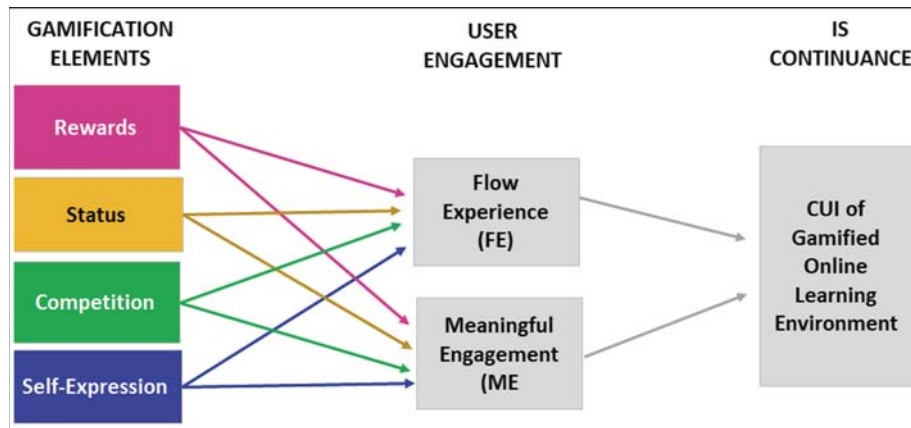 GAMIFICATION
ELEMENTS
USER
ENGAGEMENT
IS
CONTINUANCE
Rewards
Status
Competition
Self-Expression
Flow
Experience
(FE)
Meaningful
Engagement
(ME
CUI of
Gamified
Online
Learning
Environment